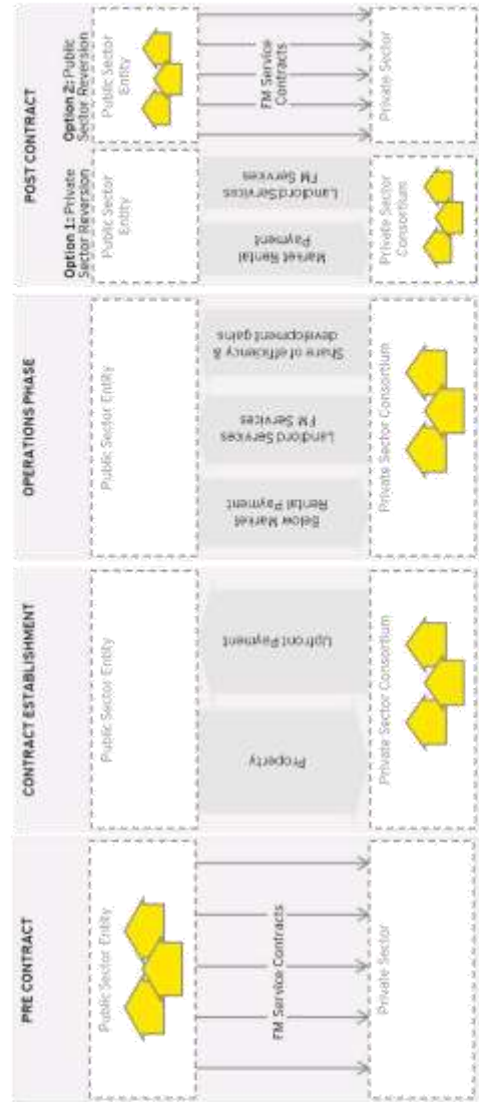 PRE CONTRACT
Public Sector Entity
FM Service Contracts
Private Sector
CONTRACT ESTABLISHMENT
Public Sector Entity
Property
Upfront Payment
Private Sector Consortium
OPERATIONS PHASE
Public Sector Entity
Below Market
Rental Payment
Landlord Services
FM Services
Share of efficiency &
development gains
Private Sector Consortium
POST CONTRACT
Option 1: Private
Sector Reversion
Public Sector
Entity
Market Rental
Payment
Landlord Services
FM Services
Private Sector
Consortium
Option 2: Public
Sector Reversion
Public Sector
Entity
FM Service
Contracts
Private Sector